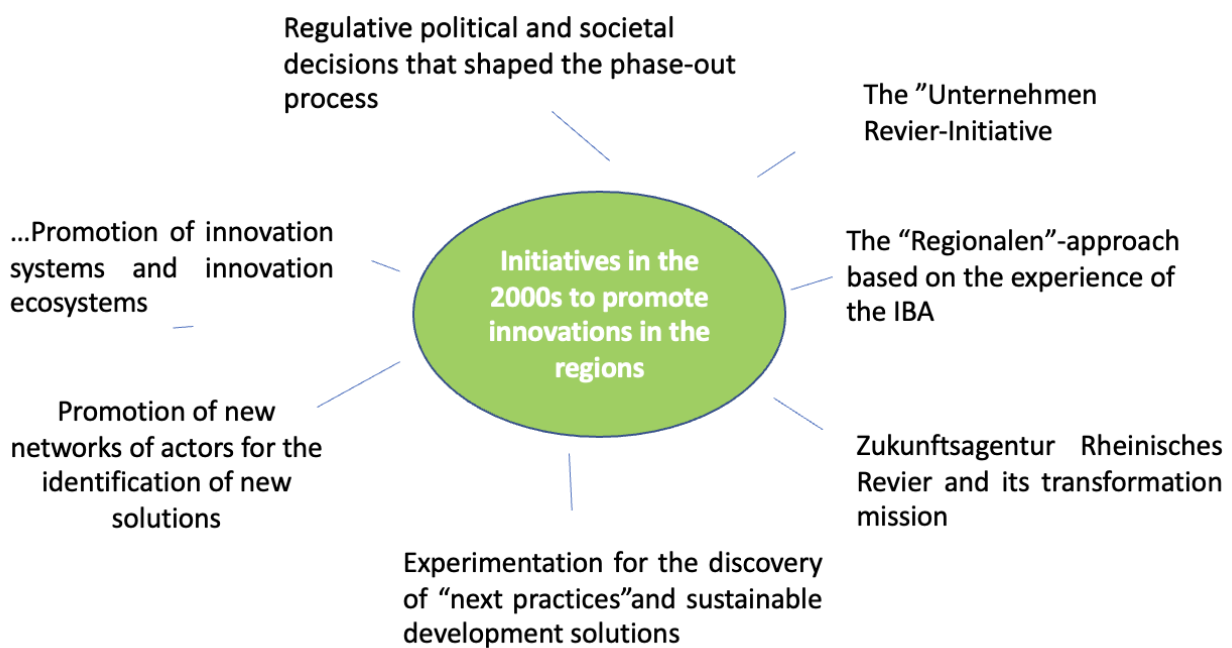 Regulative political and societal
decisions that shaped the phase-out
process
The ”Unternehmen
Revier-Initiative
...Promotion of innovation
systems and innovation
ecosystems
Initiatives in the
2000s to promote
innovations in the
regions
The “Regionalen”-approach
based on the experience of
the IBA
Promotion of new
networks of actors for the
identification of new
solutions
Zukunftsagentur Rheinisches
Revier and its transformation
mission
Experimentation for the discovery
of “next practices”and sustainable
development solutions